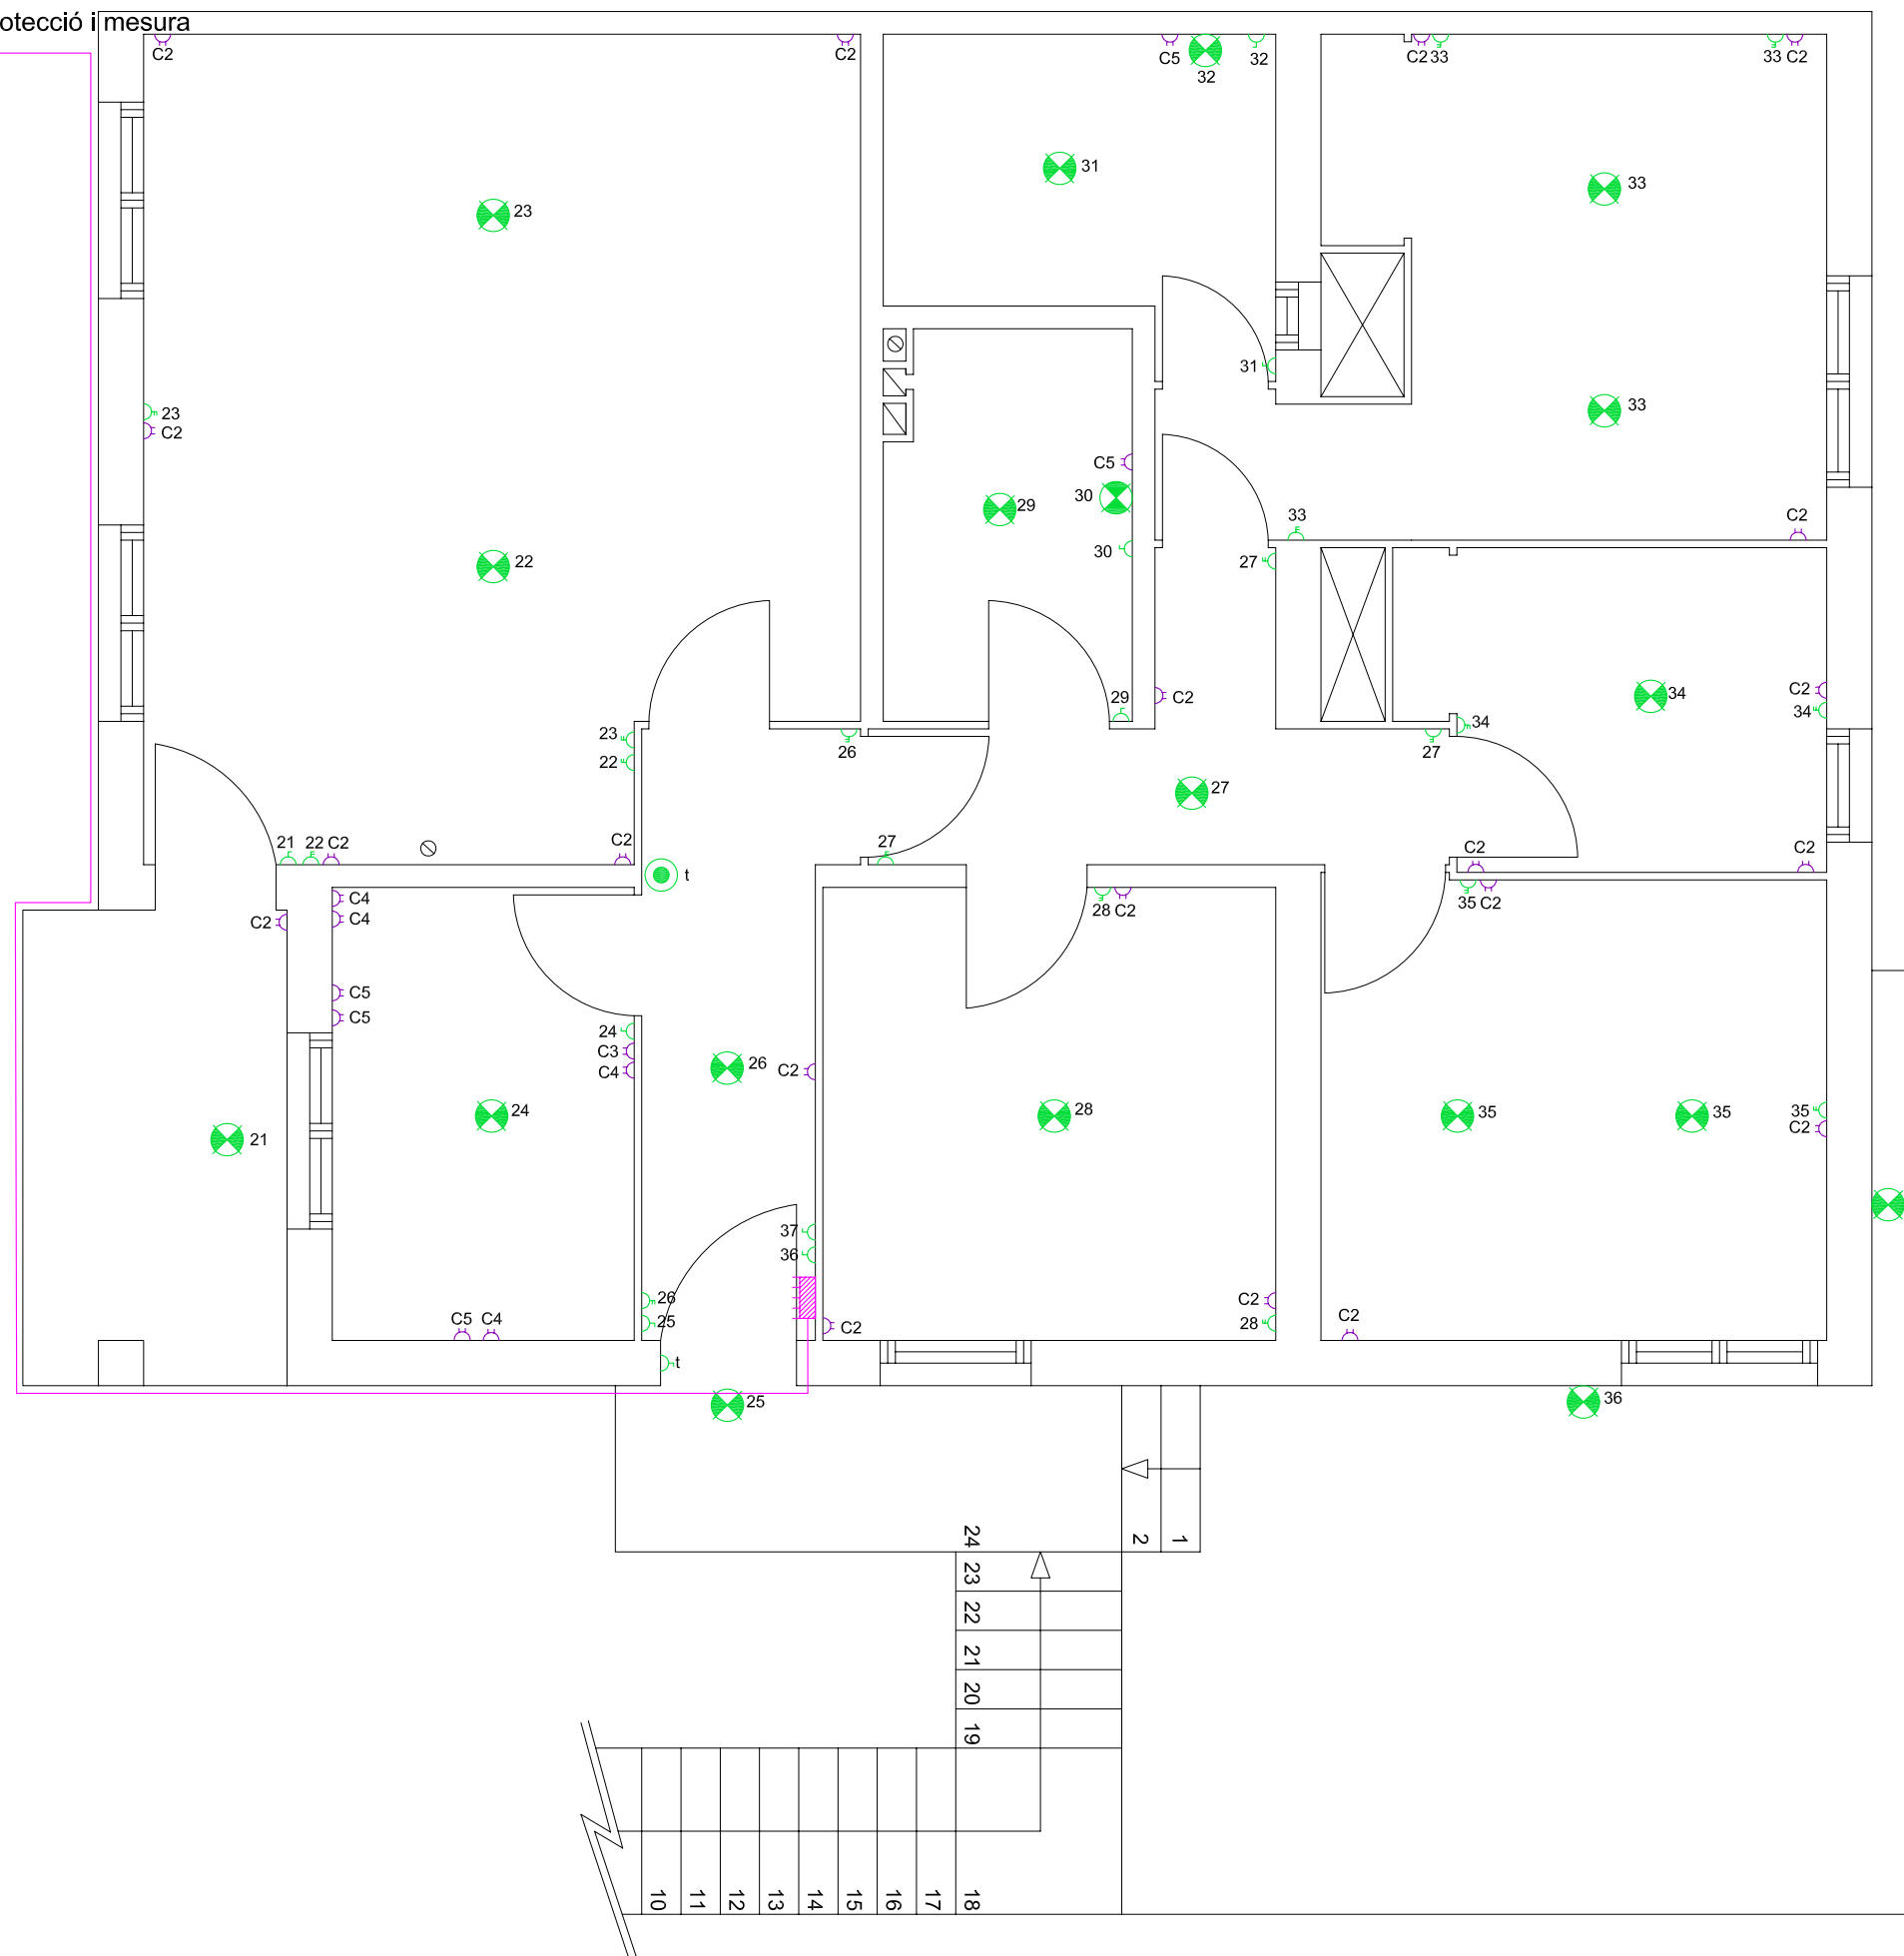 otecció i mesura
C2
C2
C5
32
32
C2 33
33 C2
31
33
23
31
23
C2
33
C5
30
29
30
33
C2
27
22
C2
29
34
C2
34
23
22
26
34
27
27
21
22
C2
C2
27
C2
C2
t
C4
C4
C2
28 C2
35 C2
C5
C5
24
C3
C4
26
C2
24
28
35
35
35
C2
21
37
36
26
25
C2
C2
28
C2
C5
C4
t
25
36
24
2
1
23
22
21
20
19
10
11
12
13
14
15
16
17
18